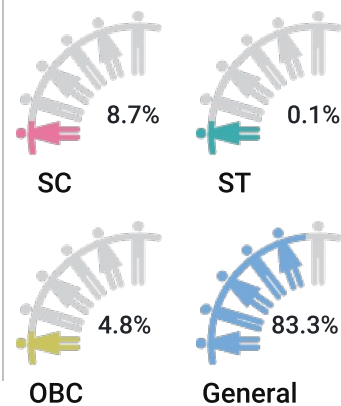 8.7%
0.1%
SC
ST
4.8%
83.3%
OBC
General